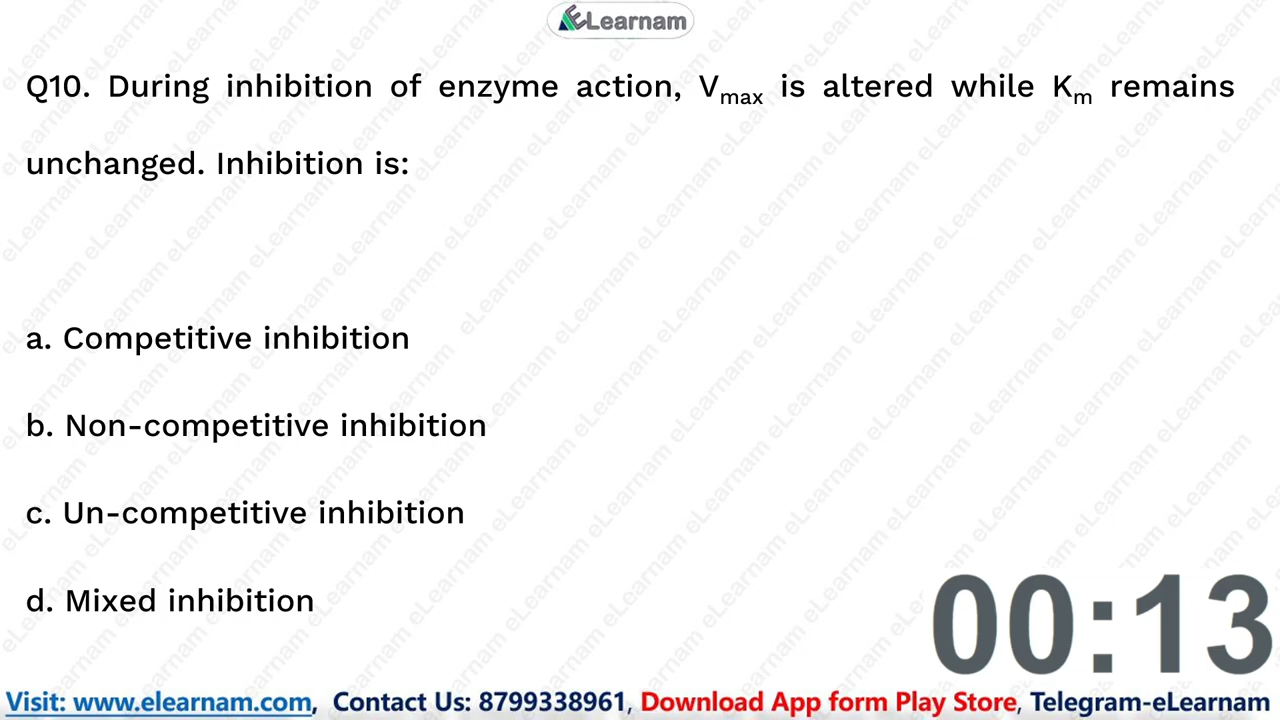 ELearnam
Q10. During inhibition of enzyme action, Vmax is altered while Km remains
unchanged. Inhibition is:
a. Competitive inhibition
b. Non-competitive inhibition
c. Un-competitive inhibition
d. Mixed inhibition
00:13
Visit: www.elearnam.com, Contact Us: 8799338961, Download App form Play Store, Telegram-eLearnam